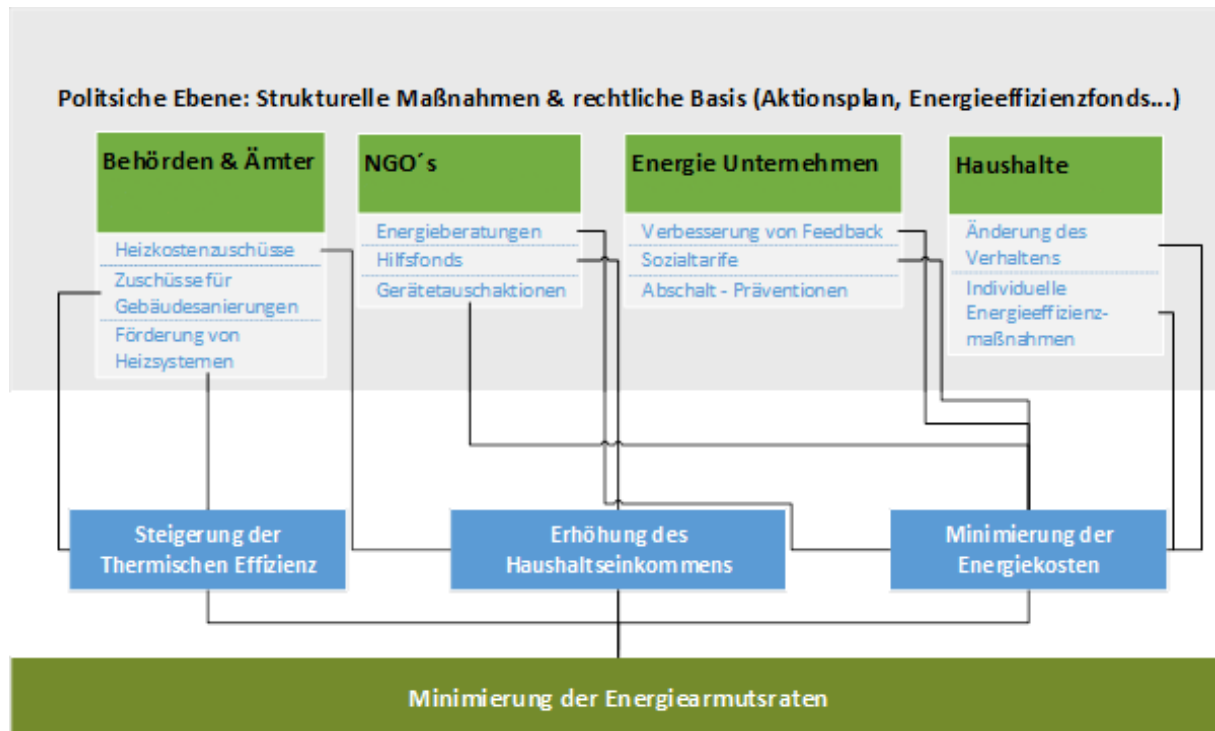 Politsiche Ebene: Strukturelle Maßnahmen & rechtliche Basis (Aktionsplan, Energieeffizienzfonds...)
Behörden & Ämter
Heizkostenzuschüsse
Zuschüsse für
Gebäudesanierungen
Förderung von
Heizsystemen
NGO´s
Energieberatungen
Hilfsfonds
Gerätetauschaktionen
Energie Unternehmen
Verbesserung von Feedback
Sozialtarife
Abschalt - Präventionen
Haushalte
Änderung des
Verhaltens
Individuelle
Energieeffizienz-
maßnahmen
Steigerung der
Thermischen Effizienz
Erhöhung des
Haushaltseinkommens
Minimierung der
Energiekosten
Minimierung der Energiearmutsraten